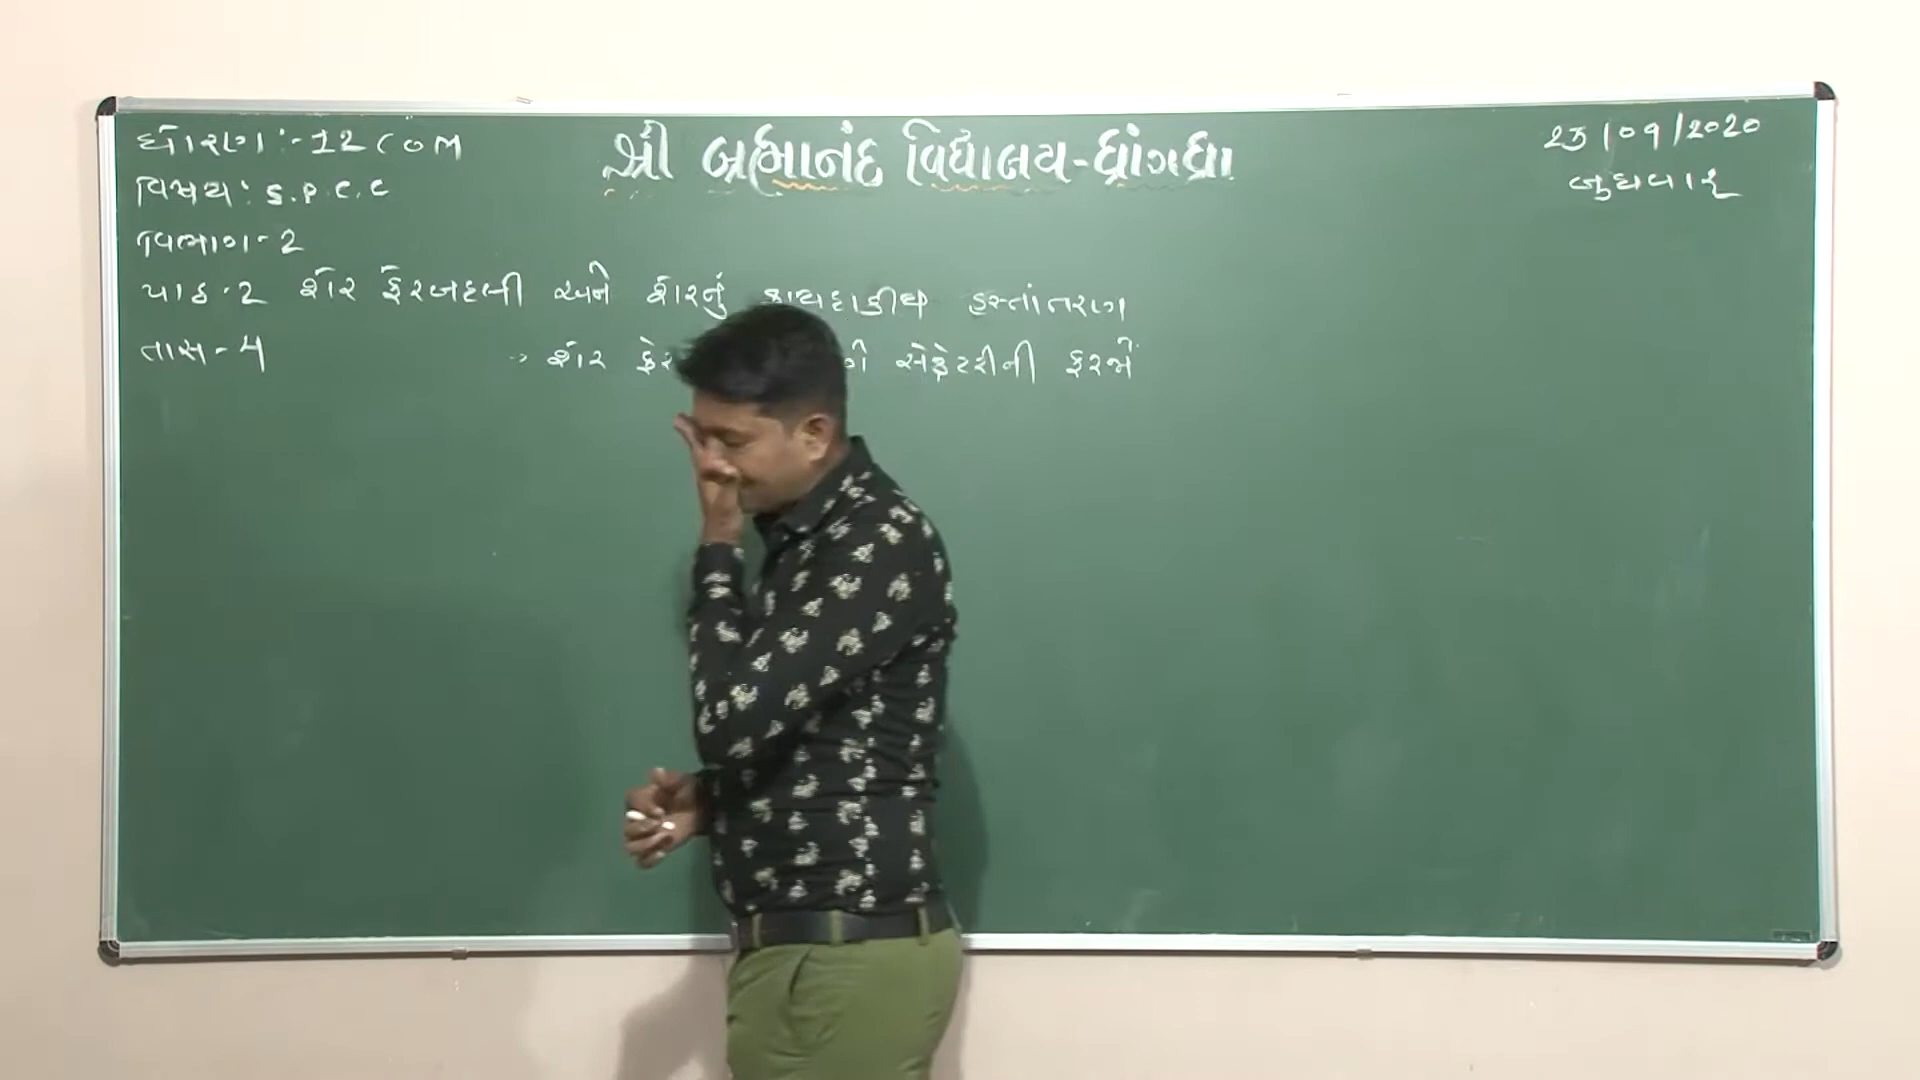 શ્રી બ્રહ્માનંદ વિદ્યાલય-ધ્રાંગધ્રા
ધોરણ :- 12 COM
વિષય : S.P.C.C
વિભાગ - 2
પાઠ - 2 શૅર ફેરબદલી અને શૅરનું કાયદાકીય હસ્તાંતરણ
તાસ - 4
→ શૅર સેક્રેટરીની ફરજો
23/09/2020
બુધવાર